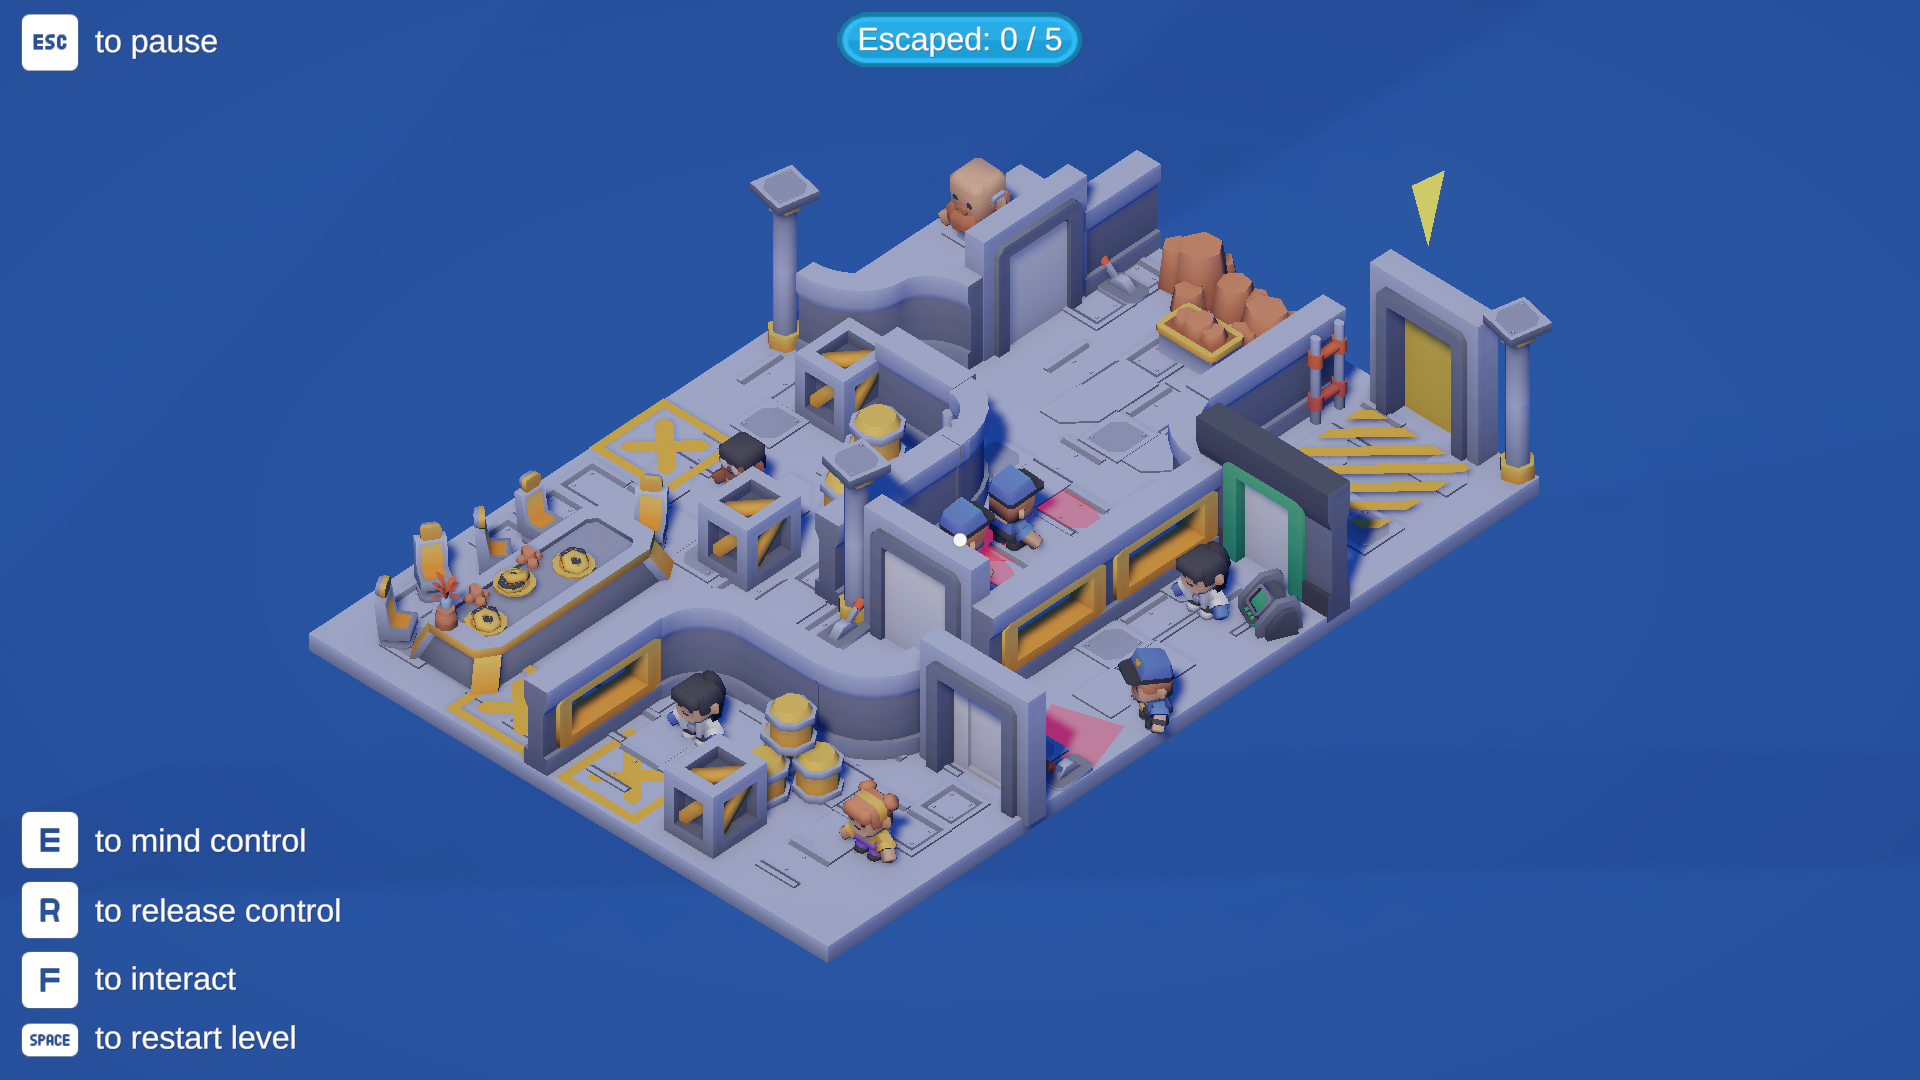 ESC to pause
Escaped: 0 / 5
E to mind control
R to release control
F to interact
SPACE to restart level